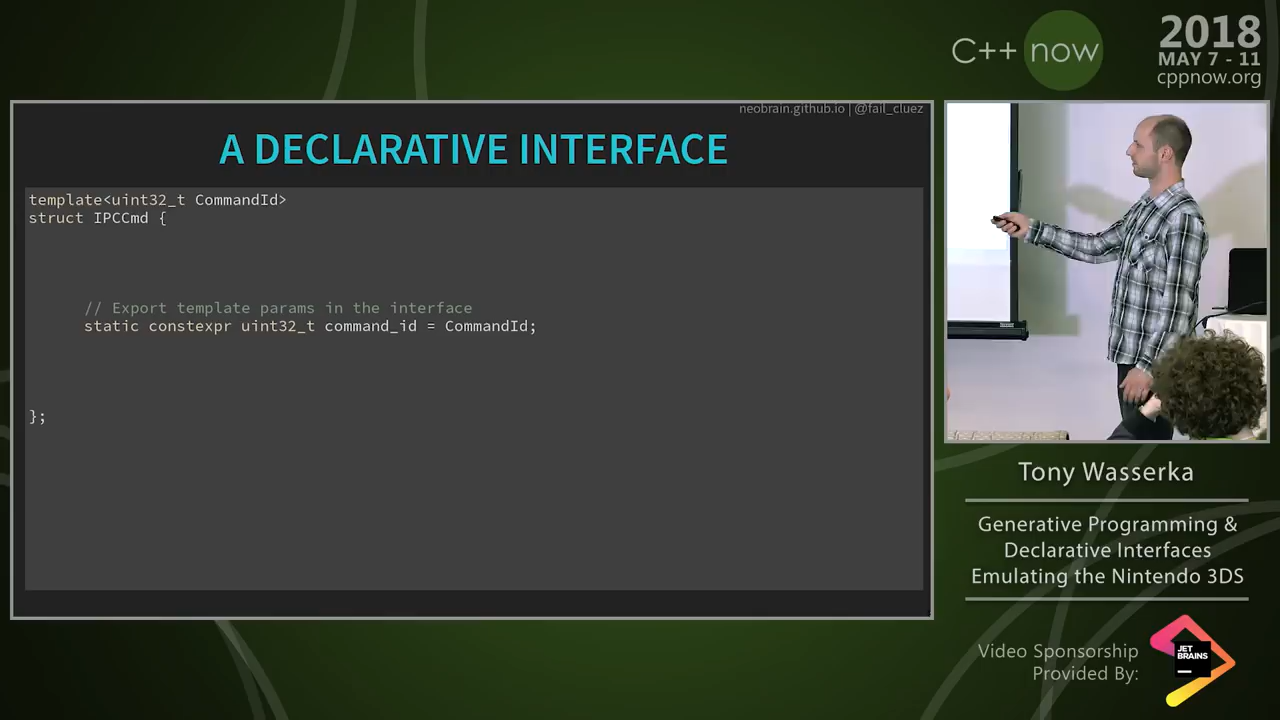 C++ now
2018
MAY 7 - 11
cppnow.org
neobrain.github.io | @fail_cluez
A DECLARATIVE INTERFACE
template<uint32_t CommandId>
struct IPCCmd {
// Export template params in the interface
static constexpr uint32_t command_id = CommandId;
};
Tony Wasserka
Generative Programming &
Declarative Interfaces
Emulating the Nintendo 3DS
Video Sponsorship
Provided By:
JET
BRAINS